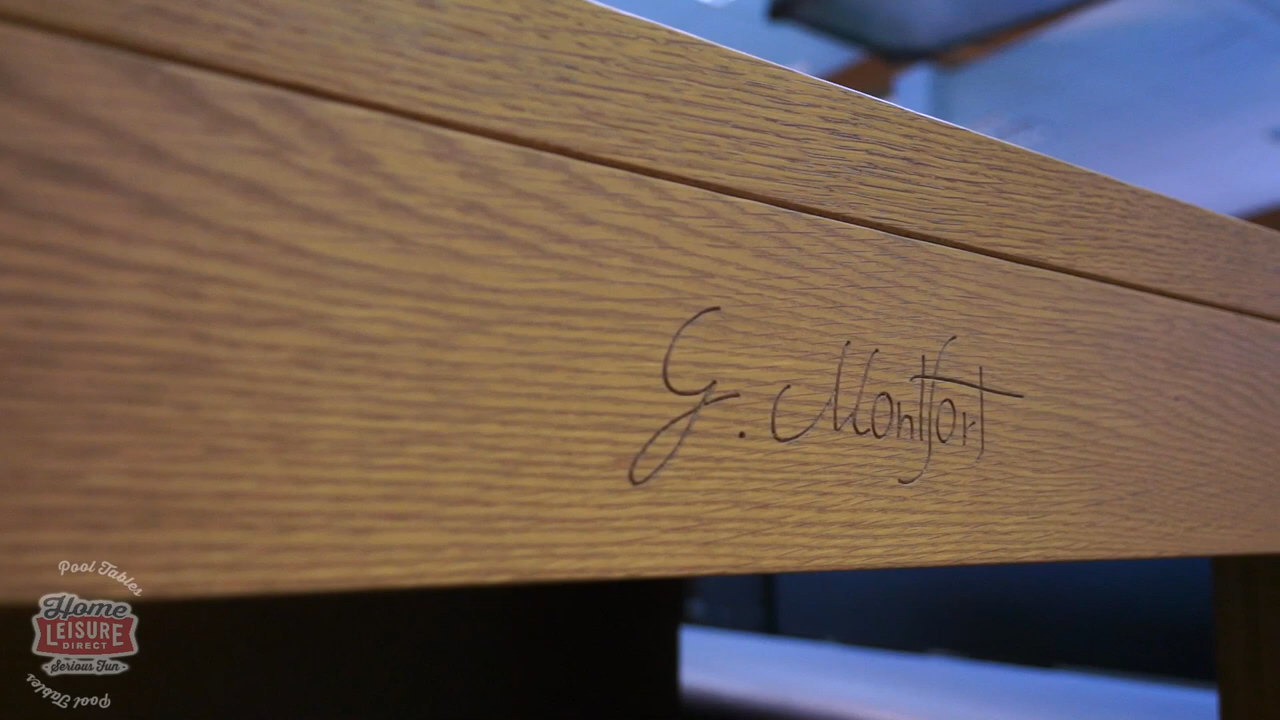 G. Montfort
Pool Tables
Home
LEISURE
DIRECT
Serious Fun
Pool Tables